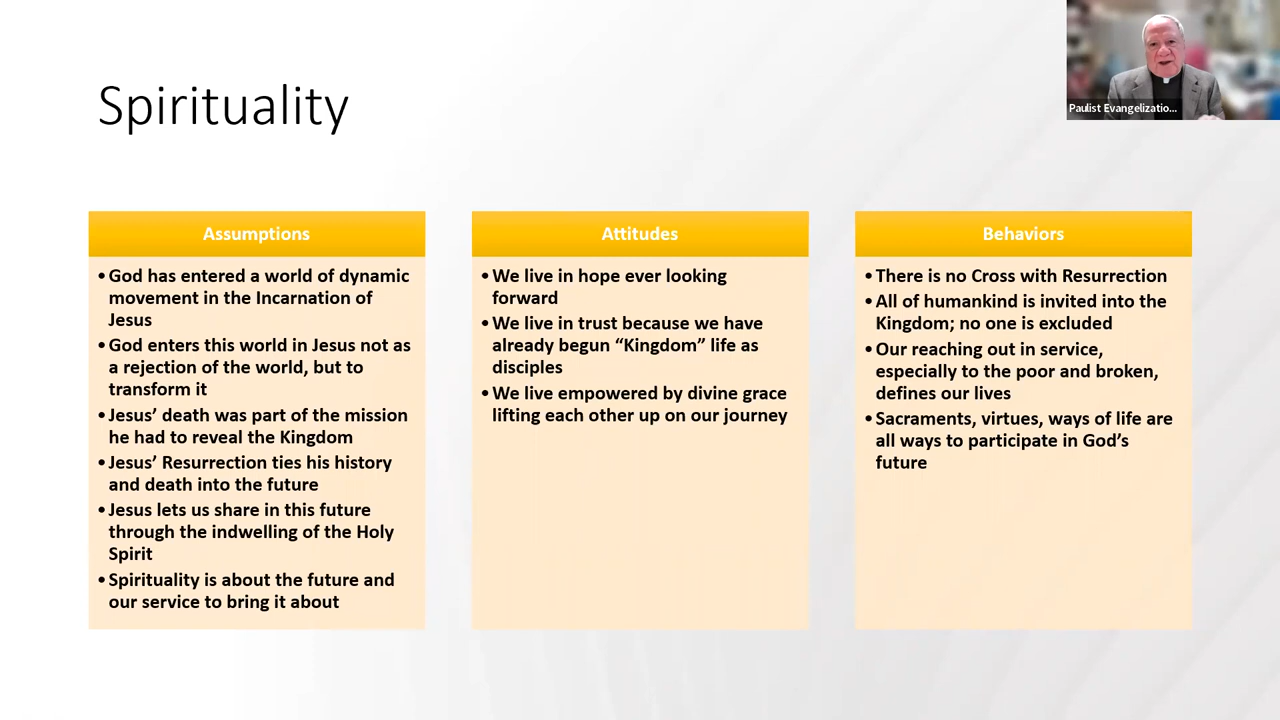 Spirituality
Paulist Evangelizatio...
Assumptions
• God has entered a world of dynamic
movement in the Incarnation of
Jesus
• God enters this world in Jesus not as
a rejection of the world, but to
transform it
• Jesus’ death was part of the mission
he had to reveal the Kingdom
• Jesus’ Resurrection ties his history
and death into the future
• Jesus lets us share in this future
through the indwelling of the Holy
Spirit
• Spirituality is about the future and
our service to bring it about
Attitudes
• We live in hope ever looking
forward
• We live in trust because we have
already begun “Kingdom” life as
disciples
• We live empowered by divine grace
lifting each other up on our journey
Behaviors
• There is no Cross with Resurrection
• All of humankind is invited into the
Kingdom; no one is excluded
• Our reaching out in service,
especially to the poor and broken,
defines our lives
• Sacraments, virtues, ways of life are
all ways to participate in God’s
future